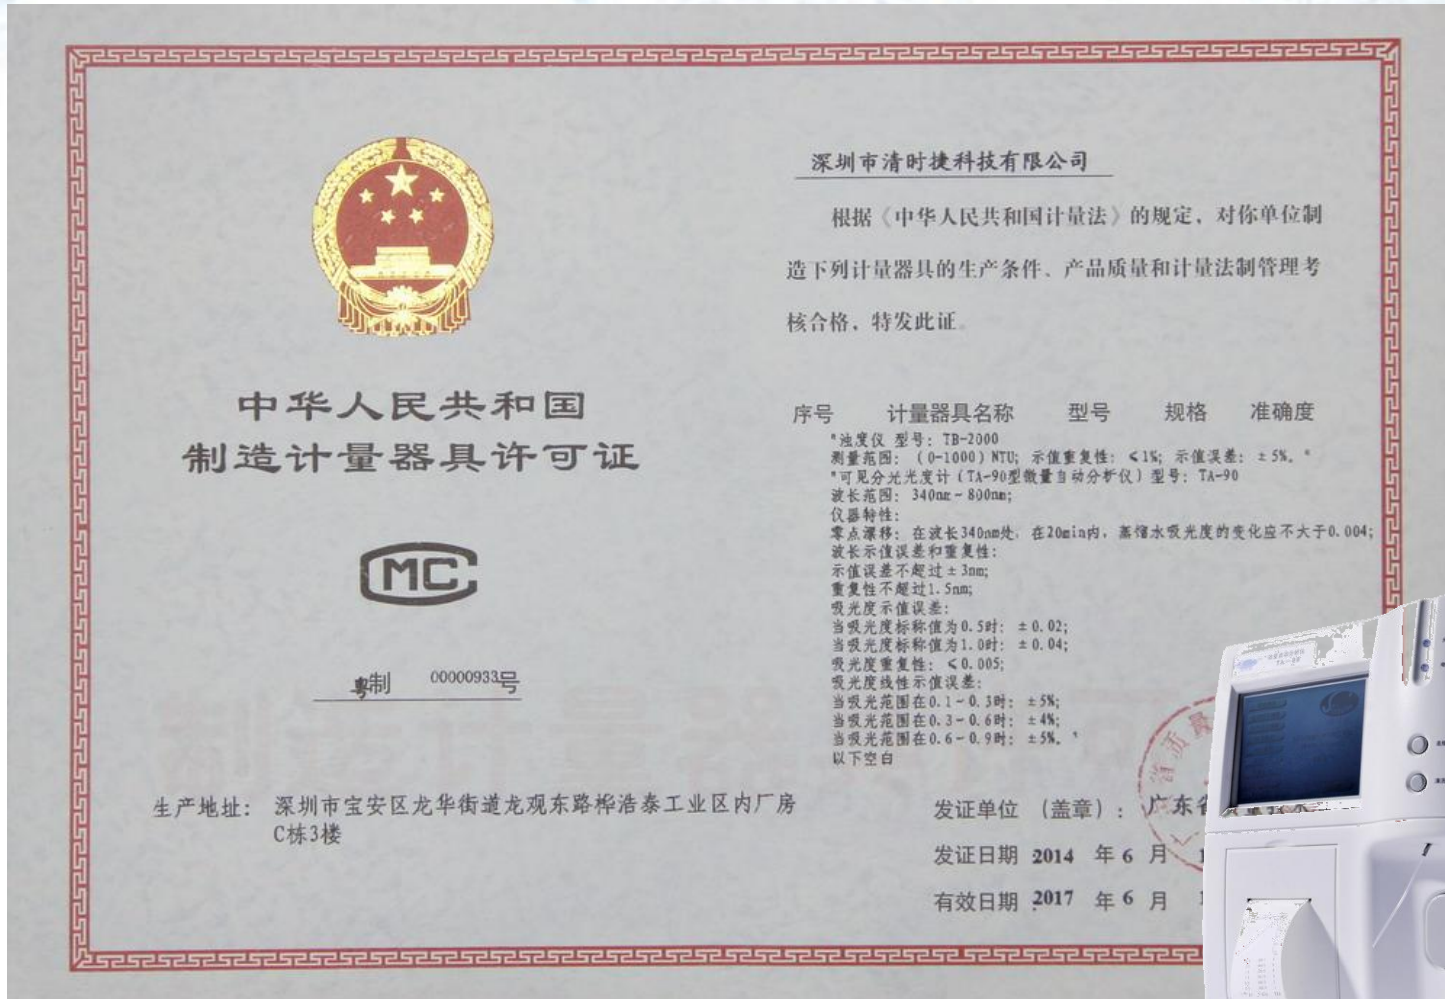 中华人民共和国
制造计量器具许可证
MC
粤制 00000933号
生产地址： 深圳市宝安区龙华街道龙观东路桦浩泰工业区内厂房
C栋3楼
深圳市清时捷科技有限公司
根据《中华人民共和国计量法》的规定，对你单位制
造下列计量器具的生产条件、产品质量和计量法制管理考
核合格，特发此证。
序号 计量器具名称 型号 规格 准确度
"浊度仪 型号：TB-2000
测量范围：（0-1000）NTU；示值重复性：≤1%；示值误差：±5%。"
"可见分光光度计（TA-90型微量自动分析仪）型号：TA-90
波长范围：340nm～800nm；
仪器特性：
零点漂移：在波长340nm处，在20min内，蒸馏水吸光度的变化应不大于0.004；
波长示值误差和重复性：
示值误差不超过±3nm；
重复性不超过1.5nm；
吸光度示值误差：
当吸光度标称值为0.5时：±0.02；
当吸光度标称值为1.0时：±0.04；
吸光度重复性：≤0.005；
吸光度线性示值误差：
当吸光范围在0.1～0.3时：±5%；
当吸光范围在0.3～0.6时：±4%；
当吸光范围在0.6～0.9时：±5%。"
以下空白
发证单位 （盖章）： 广东省
发证日期 2014 年 6 月 1
有效日期 2017 年 6 月 1
TA-90